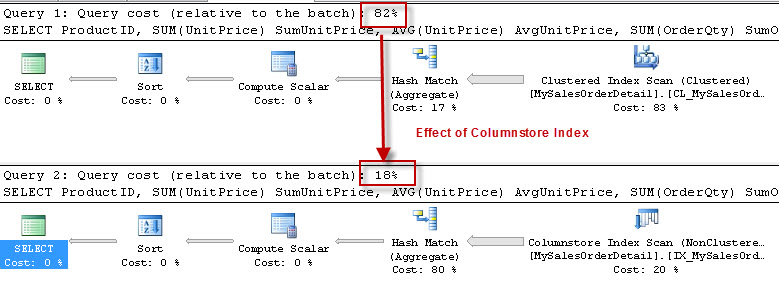 Query 1: Query cost (relative to the batch): 82%
SELECT ProductID, SUM(UnitPrice) SumUnitPrice, AVG(UnitPrice) AvgUnitPrice, SUM(OrderQty) SumO
SELECT
Cost: 0 %
Sort
Cost: 0 %
Compute Scalar
Cost: 0 %
Hash Match
(Aggregate)
Cost: 17 %
Clustered Index Scan (Clustered)
[MySalesOrderDetail].[CL_MySalesOrd…
Cost: 83 %
Effect of Columnstore Index
Query 2: Query cost (relative to the batch): 18%
SELECT ProductID, SUM(UnitPrice) SumUnitPrice, AVG(UnitPrice) AvgUnitPrice, SUM(OrderQty) SumO
SELECT
Cost: 0 %
Sort
Cost: 0 %
Compute Scalar
Cost: 0 %
Hash Match
(Aggregate)
Cost: 80 %
Columnstore Index Scan (NonClustere…
[MySalesOrderDetail].[IX_MySalesOrd…
Cost: 20 %